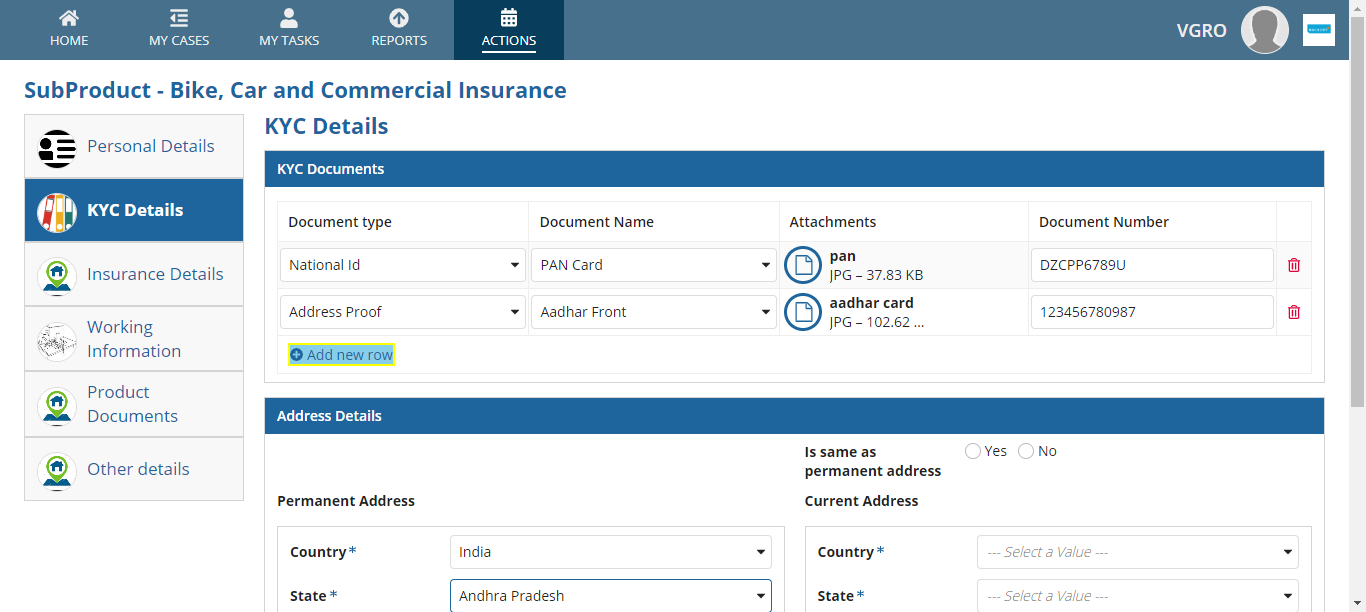 HOME
MY CASES
MY TASKS
REPORTS
ACTIONS
VGRO
SubProduct - Bike, Car and Commercial Insurance
Personal Details
KYC Details
Insurance Details
Working
Information
Product
Documents
Other details
KYC Details
KYC Documents
Document type
Document Name
Attachments
Document Number
National Id
PAN Card
pan
JPG – 37.83 KB
DZCPP6789U
Address Proof
Aadhar Front
aadhar card
JPG – 102.62 ...
123456780987
Add new row
Address Details
Is same as
permanent address
Yes
No
Permanent Address
Current Address
Country *
India
Country *
--- Select a Value ---
State *
Andhra Pradesh
State *
--- Select a Value ---